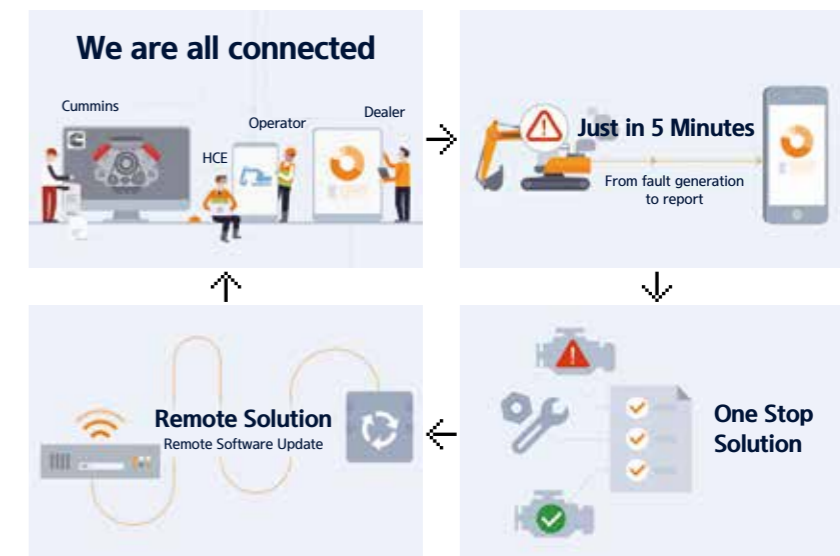 We are all connected
Cummins
HCE
Operator
Dealer
Just in 5 Minutes
From fault generation
to report
One Stop
Solution
Remote Solution
Remote Software Update